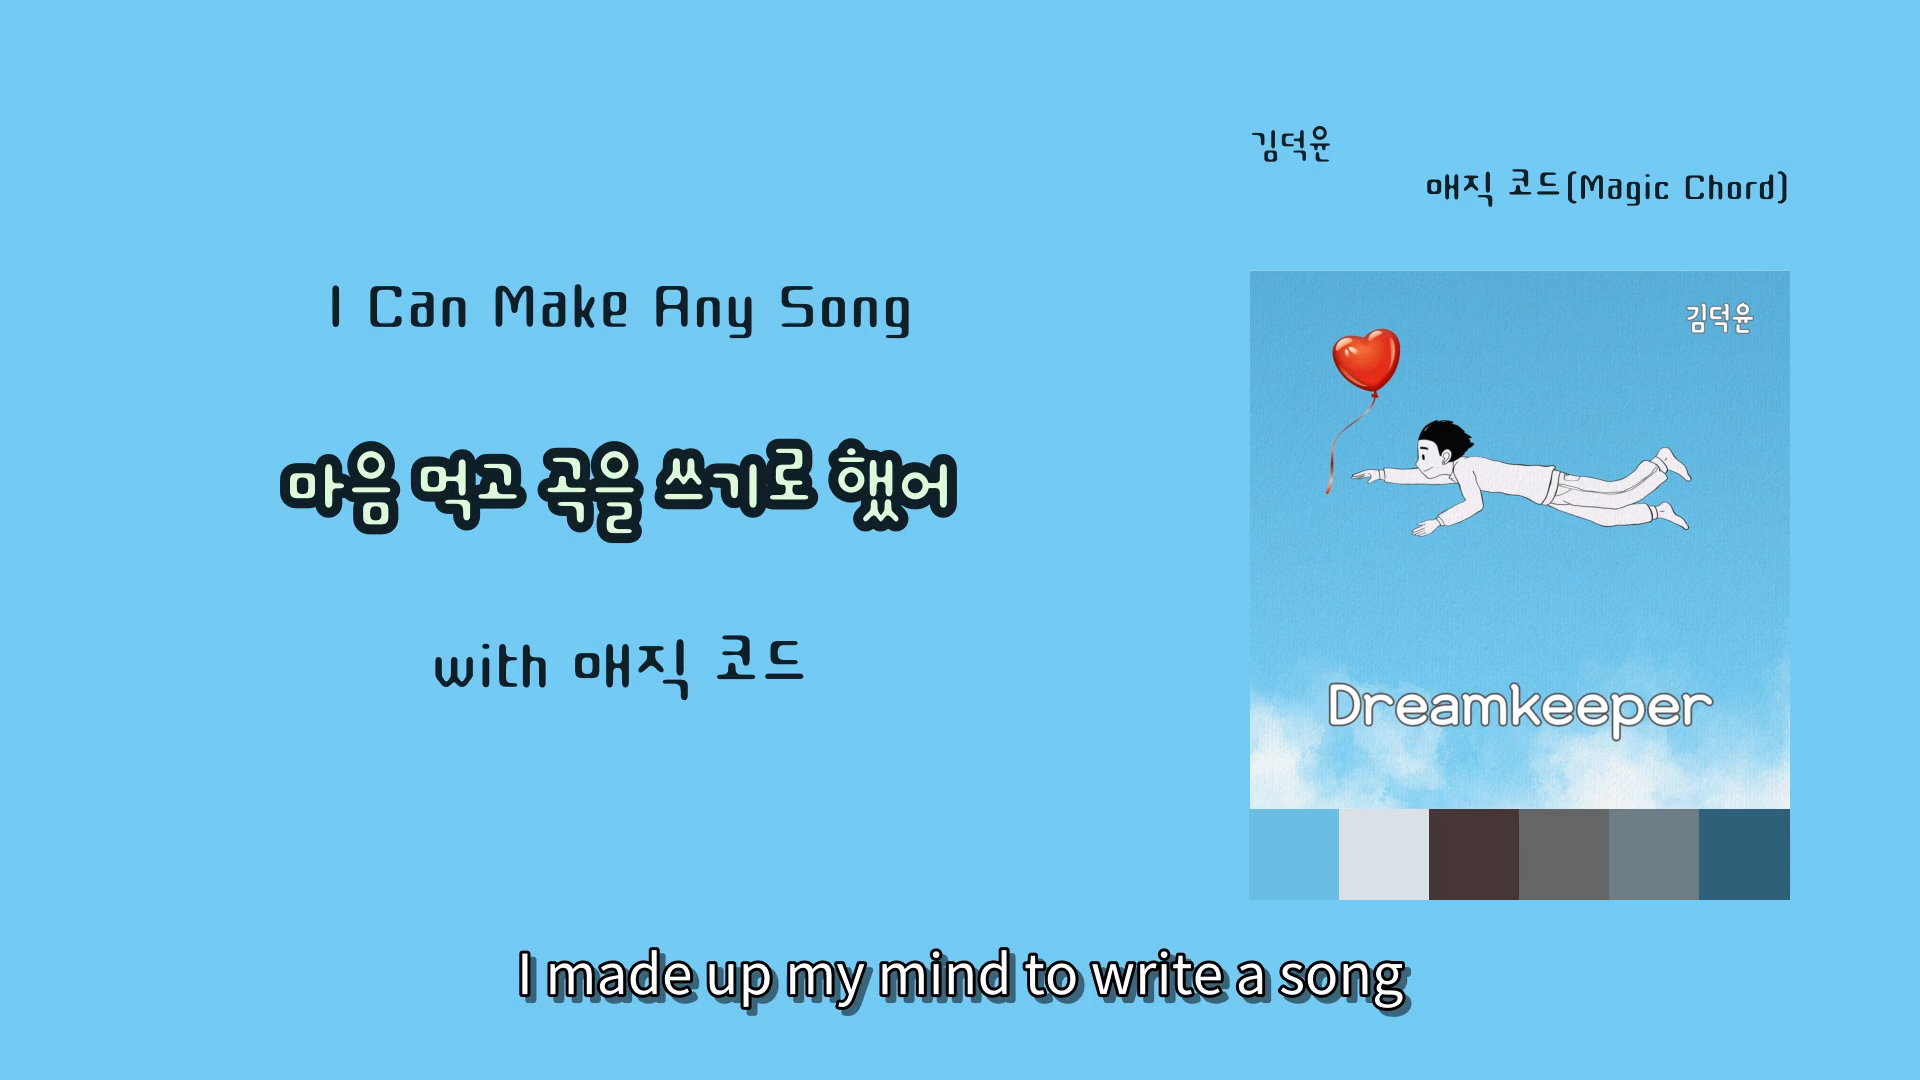 김덕윤
매직 코드(Magic Chord)
I Can Make Any Song
마음 먹고 곡을 쓰기로 했어
with 매직 코드
김덕윤
Dreamkeeper
I made up my mind to write a song